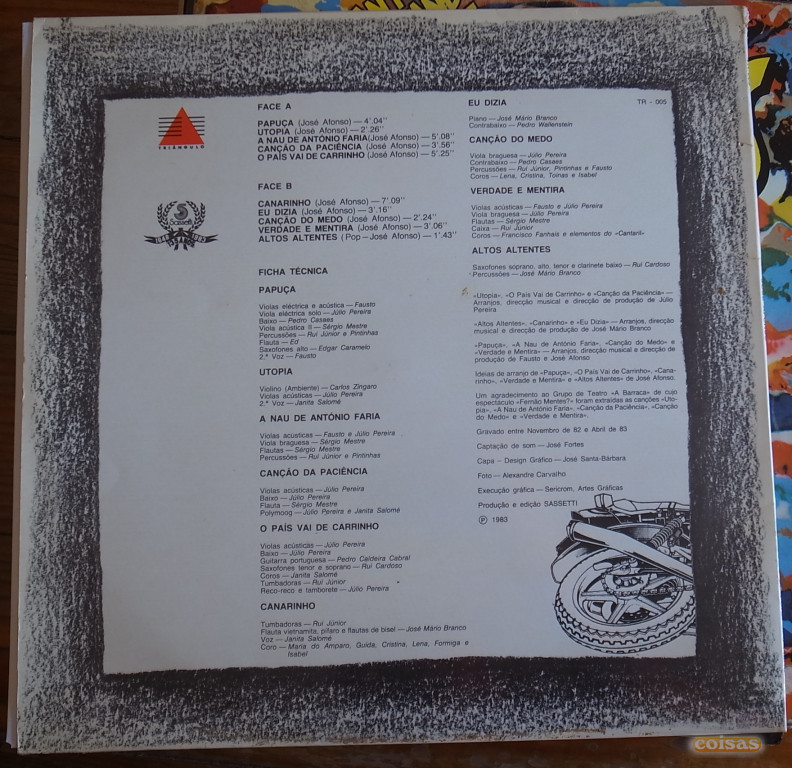 TRIÂNGULO
Sassetti
FACE A
PAPUÇA (José Afonso) — 4'.04''
UTOPIA (José Afonso) — 2'.26''
A NAU DE ANTÓNIO FARIA (José Afonso) — 5'.08''
CANÇÃO DA PACIÊNCIA (José Afonso) — 3'.56''
O PAÍS VAI DE CARRINHO (José Afonso) — 5'.25''
FACE B
CANARINHO (José Afonso) — 7'.09''
EU DIZIA (José Afonso) — 3'.16''
CANÇÃO DO MEDO (José Afonso) — 2'.24''
VERDADE E MENTIRA (José Afonso) — 3'.06''
ALTOS ALTENTES (Pop — José Afonso) — 1'.43''
FICHA TÉCNICA
PAPUÇA
Violas eléctrica e acústica — Fausto
Viola eléctrica solo — Júlio Pereira
Baixo — Pedro Casaes
Viola acústica II — Sérgio Mestre
Percussões — Rui Júnior e Pintinhas
Flauta — Ed
Saxofones alto — Edgar Caramelo
2.ª Voz — Fausto
UTOPIA
Violino (Ambiente) — Carlos Zíngaro
Violas acústicas — Júlio Pereira
2.ª Voz — Janita Salomé
A NAU DE ANTÓNIO FARIA
Violas acústicas — Fausto e Júlio Pereira
Viola braguesa — Sérgio Mestre
Flautas — Sérgio Mestre
Percussões — Rui Júnior e Pintinhas
CANÇÃO DA PACIÊNCIA
Violas acústicas — Júlio Pereira
Baixo — Júlio Pereira
Flauta — Sérgio Mestre
Polymoog — Júlio Pereira e Janita Salomé
O PAÍS VAI DE CARRINHO
Violas acústicas — Júlio Pereira
Baixo — Júlio Pereira
Guitarra portuguesa — Pedro Caldeira Cabral
Saxofones tenor e soprano — Rui Cardoso
Coros — Janita Salomé
Tumbadoras — Rui Júnior
Reco-reco e tamborete — Júlio Pereira
CANARINHO
Tumbadoras — Rui Júnior
Flauta vietnamita, pífaro e flautas de bisel — José Mário Branco
Voz — Janita Salomé
Coro — Maria do Amparo, Guida, Cristina, Lena, Formiga e
Isabel
TR - 005
EU DIZIA
Piano — José Mário Branco
Contrabaixo — Pedro Wallenstein
CANÇÃO DO MEDO
Viola braguesa — Júlio Pereira
Contrabaixo — Pedro Casaes
Percussões — Rui Júnior, Pintinhas e Fausto
Coros — Lena, Cristina, Toinas e Isabel
VERDADE E MENTIRA
Violas acústicas — Fausto e Júlio Pereira
Viola braguesa — Júlio Pereira
Flautas — Sérgio Mestre
Caixa — Rui Júnior
Coros — Francisco Fanhais e elementos do «Cantaril»
ALTOS ALTENTES
Saxofones soprano, alto, tenor e clarinete baixo — Rui Cardoso
Percussões — José Mário Branco
«Utopia», «O País Vai de Carrinho» e «Canção da Paciência» —
Arranjos, direcção musical e direcção de produção de Júlio
Pereira
«Altos Altentes», «Canarinho» e «Eu Dizia» — Arranjos, direcção
musical e direcção de produção de José Mário Branco
«Papuça», «A Nau de António Faria», «Canção do Medo» e
«Verdade e Mentira» — Arranjos, direcção musical e direcção de
produção de Fausto e José Afonso
Ideias de arranjo de «Papuça», «O País Vai de Carrinho», «Cana-
rinho», «Verdade e Mentira» e «Altos Altentes» de José Afonso.
Um agradecimento ao Grupo de Teatro «A Barraca» de cujo
espectáculo «Fernão Mentes?» foram extraídas as canções «Uto-
pia», «A Nau de António Faria», «Canção da Paciência», «Canção
do Medo» e «Verdade e Mentira».
Gravado entre Novembro de 82 e Abril de 83
Captação de som — José Fortes
Capa - Design Gráfico — José Santa-Bárbara
Foto — Alexandre Carvalho
Execução gráfica — Sericrom, Artes Gráficas
Produção e edição SASSETTI
Ⓟ 1983
coisas